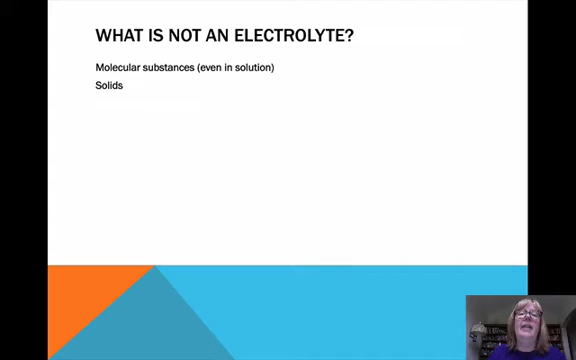 WHAT IS NOT AN ELECTROLYTE?
Molecular substances (even in solution)
Solids